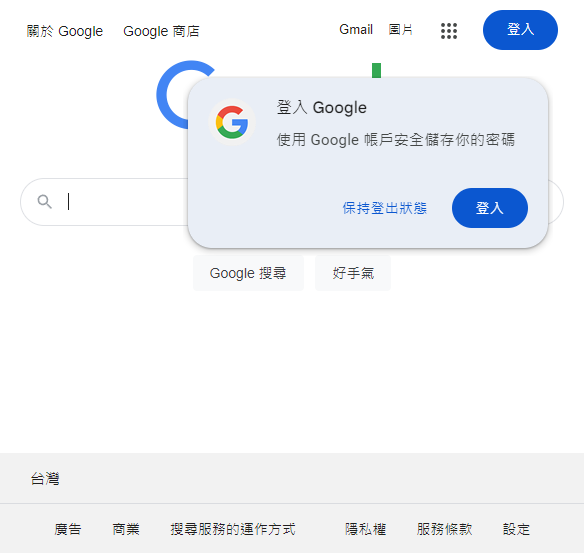 關於 Google Google 商店 Gmail 圖片 登入
登入 Google
使用 Google 帳戶安全儲存你的密碼
保持登出狀態 登入
Google 搜尋 好手氣
台灣
廣告 商業 搜尋服務的運作方式 隱私權 服務條款 設定